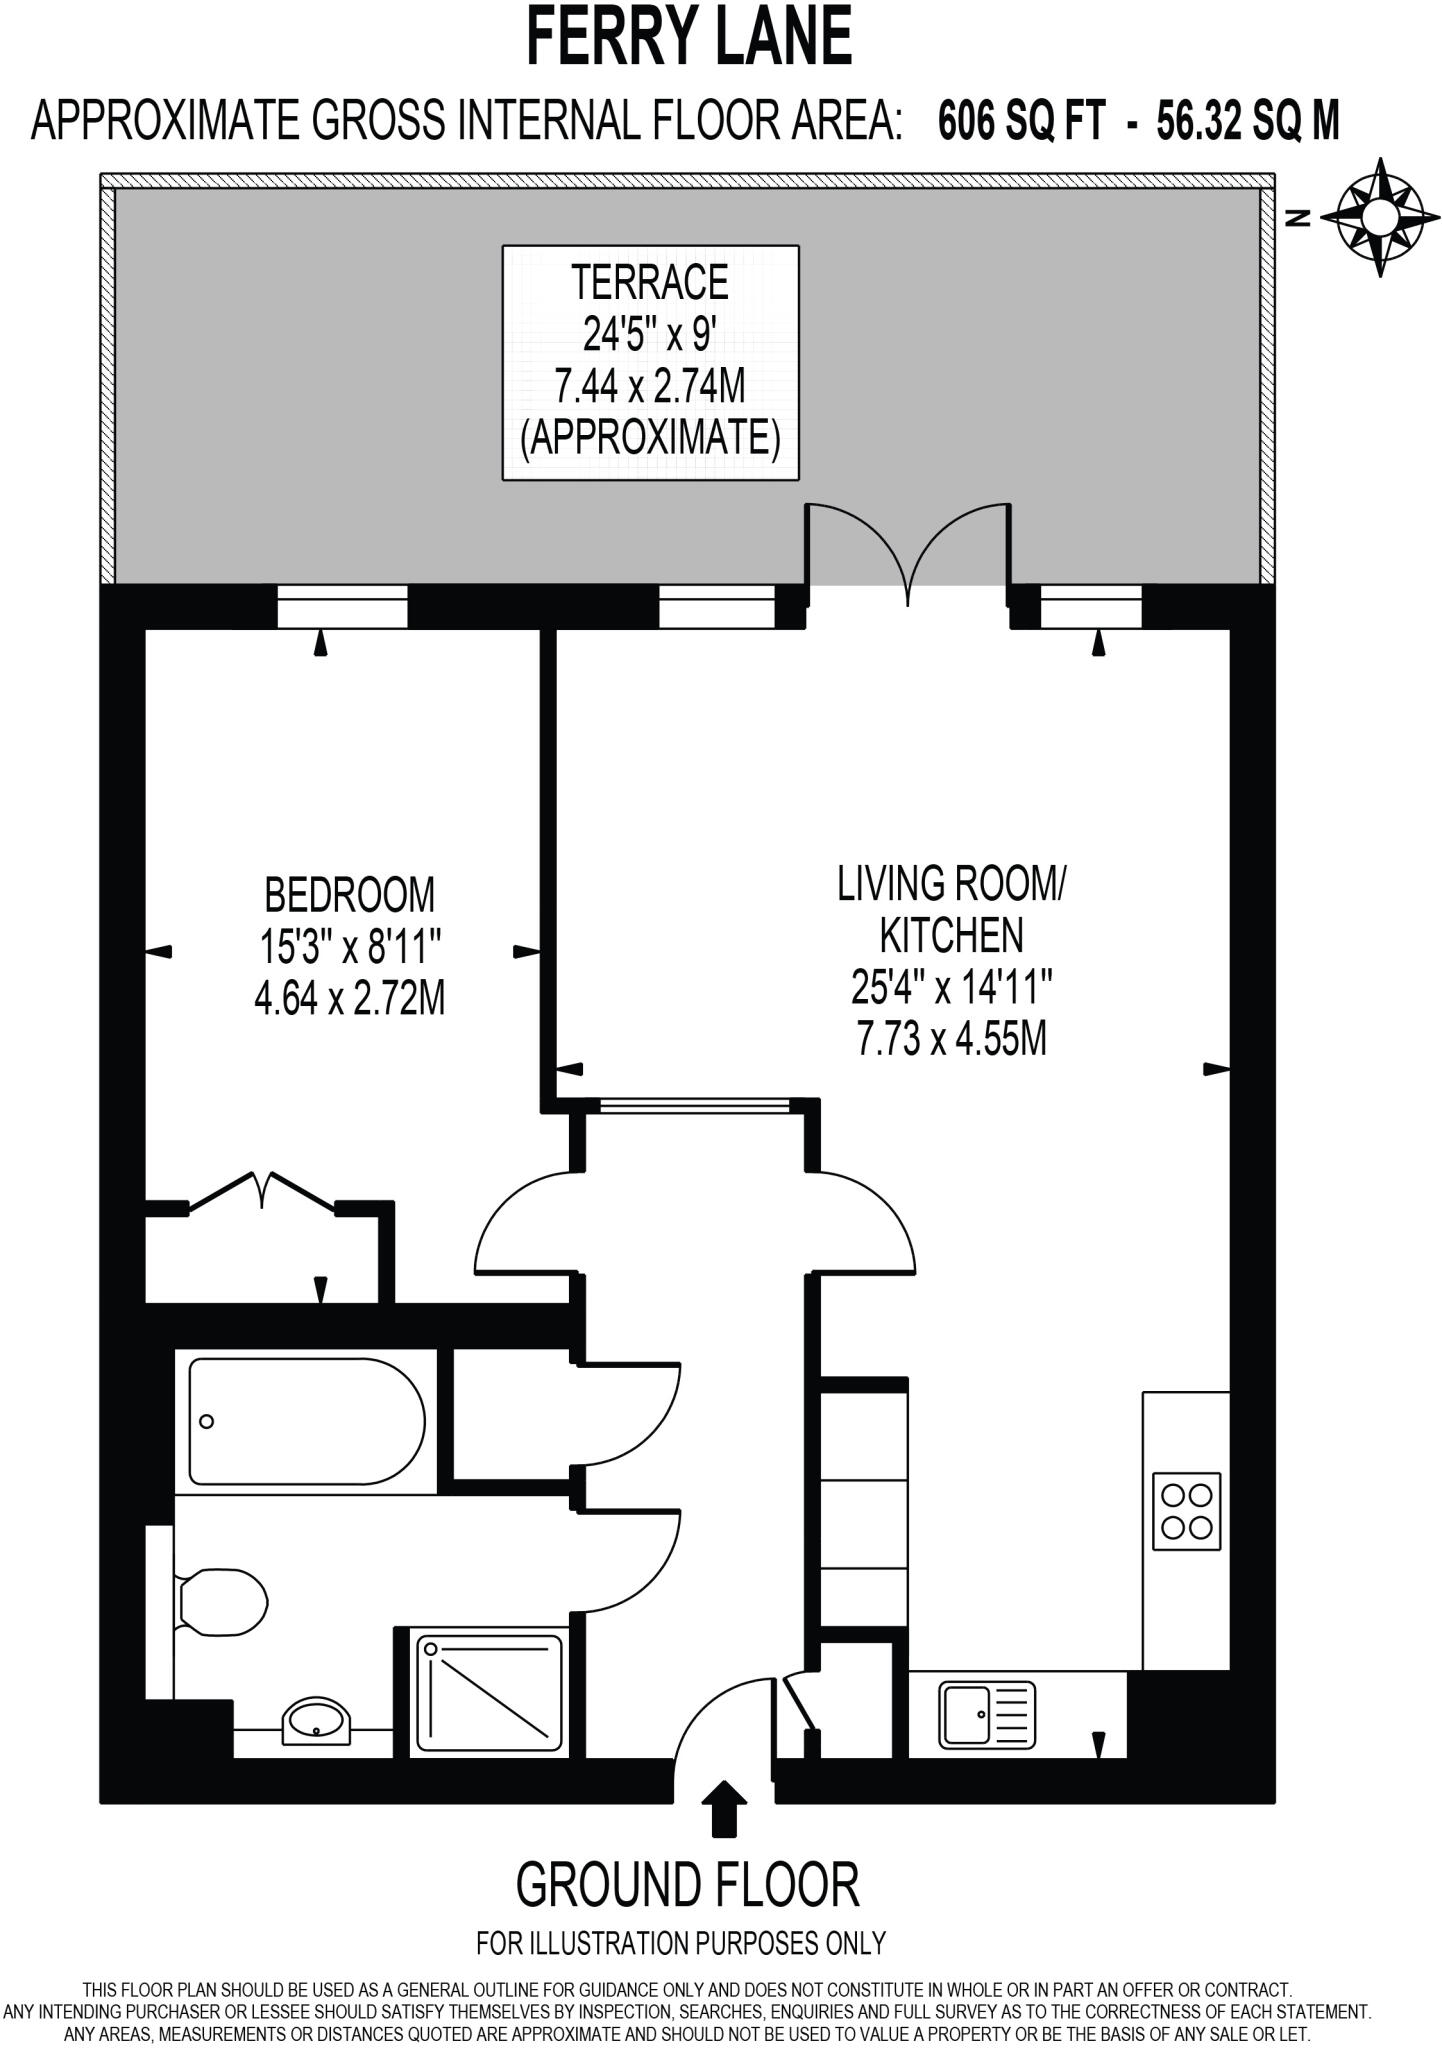 FERRY LANE
APPROXIMATE GROSS INTERNAL FLOOR AREA: 606 SQ FT - 56.32 SQ M
N
TERRACE
24'5" x 9'
7.44 x 2.74M
(APPROXIMATE)
BEDROOM
15'3" x 8'11"
4.64 x 2.72M
LIVING ROOM/
KITCHEN
25'4" x 14'11"
7.73 x 4.55M
GROUND FLOOR
FOR ILLUSTRATION PURPOSES ONLY
THIS FLOOR PLAN SHOULD BE USED AS A GENERAL OUTLINE FOR GUIDANCE ONLY AND DOES NOT CONSTITUTE IN WHOLE OR IN PART AN OFFER OR CONTRACT.
ANY INTENDING PURCHASER OR LESSEE SHOULD SATISFY THEMSELVES BY INSPECTION, SEARCHES, ENQUIRIES AND FULL SURVEY AS TO THE CORRECTNESS OF EACH STATEMENT.
ANY AREAS, MEASUREMENTS OR DISTANCES QUOTED ARE APPROXIMATE AND SHOULD NOT BE USED TO VALUE A PROPERTY OR BE THE BASIS OF ANY SALE OR LET.